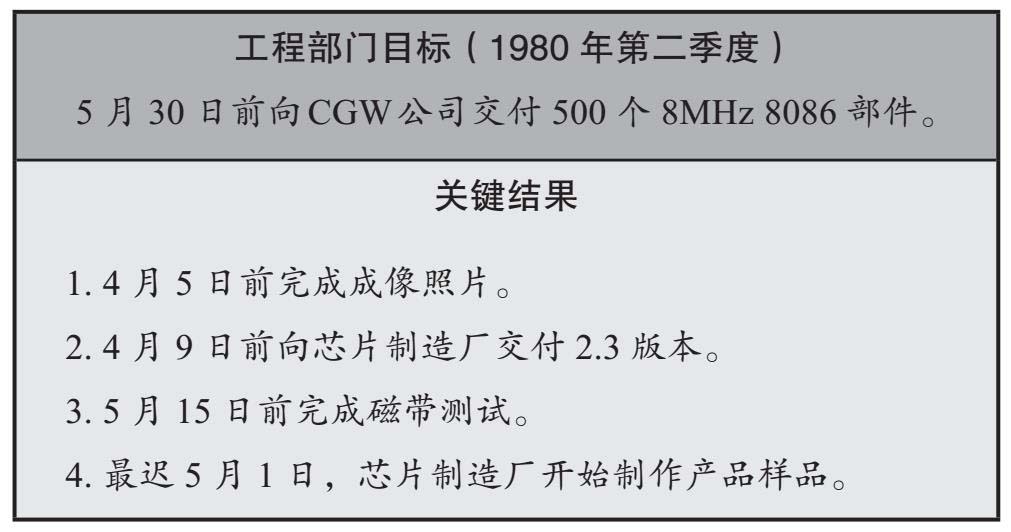 工程部门目标（1980 年第二季度）
5 月 30 日前向CGW公司交付 500 个 8MHz 8086 部件。
关键结果
1. 4 月 5 日前完成成像照片。
2. 4 月 9 日前向芯片制造厂交付 2.3 版本。
3. 5 月 15 日前完成磁带测试。
4. 最迟 5 月 1 日，芯片制造厂开始制作产品样品。